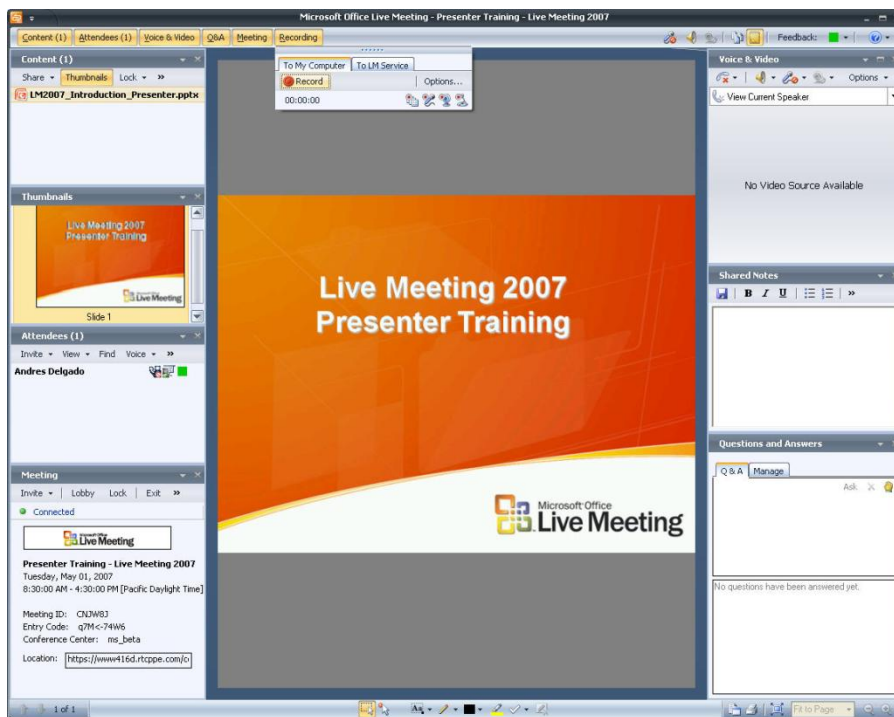 Microsoft Office Live Meeting - Presenter Training - Live Meeting 2007
Content (1) Attendees (1) Voice & Video Q&A Meeting Recording
Feedback:
Content (1)
Share Thumbnails Lock »
LM2007_Introduction_Presenter.pptx
To My Computer To LM Service
Record Options...
00:00:00
Thumbnails
Live Meeting 2007
Presenter Training
Live Meeting
Slide 1
Attendees (1)
Invite View Find Voice »
Andres Delgado
Meeting
Invite Lobby Lock Exit »
Connected
Microsoft Office
Live Meeting
Presenter Training - Live Meeting 2007
Tuesday, May 01, 2007
8:30:00 AM - 4:30:00 PM [Pacific Daylight Time]
Meeting ID: CNJW8J
Entry Code: q7M<-74W6
Conference Center: ms_beta
Location: https://www416d.rtcppe.com/c
1 of 1
Live Meeting 2007
Presenter Training
Microsoft Office
Live Meeting
Voice & Video
Options
View Current Speaker
No Video Source Available
Shared Notes
B I U »
Questions and Answers
Q & A Manage
Ask
No questions have been answered yet.
Aa
Fit to Page